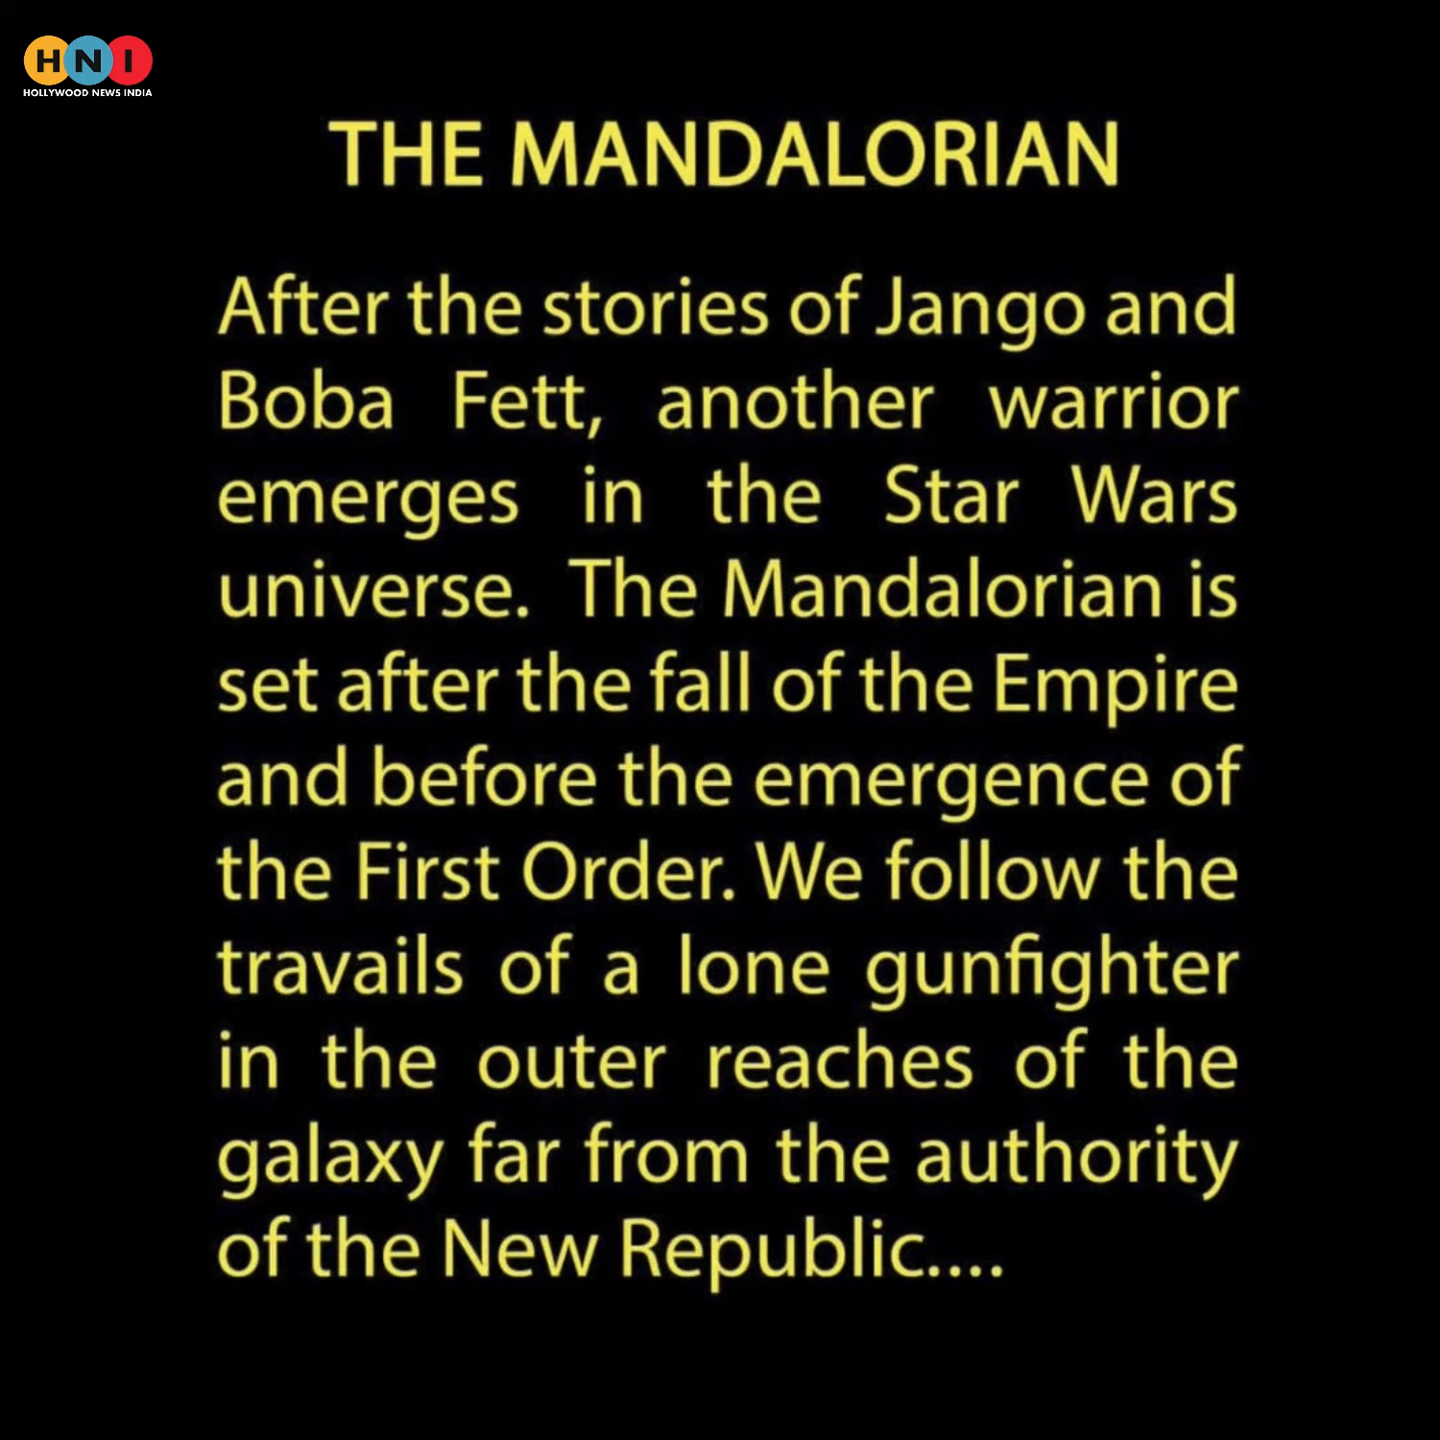 HNI
HOLLYWOOD NEWS INDIA
THE MANDALORIAN
After the stories of Jango and
Boba Fett, another warrior
emerges in the Star Wars
universe. The Mandalorian is
set after the fall of the Empire
and before the emergence of
the First Order. We follow the
travails of a lone gunfighter
in the outer reaches of the
galaxy far from the authority
of the New Republic....